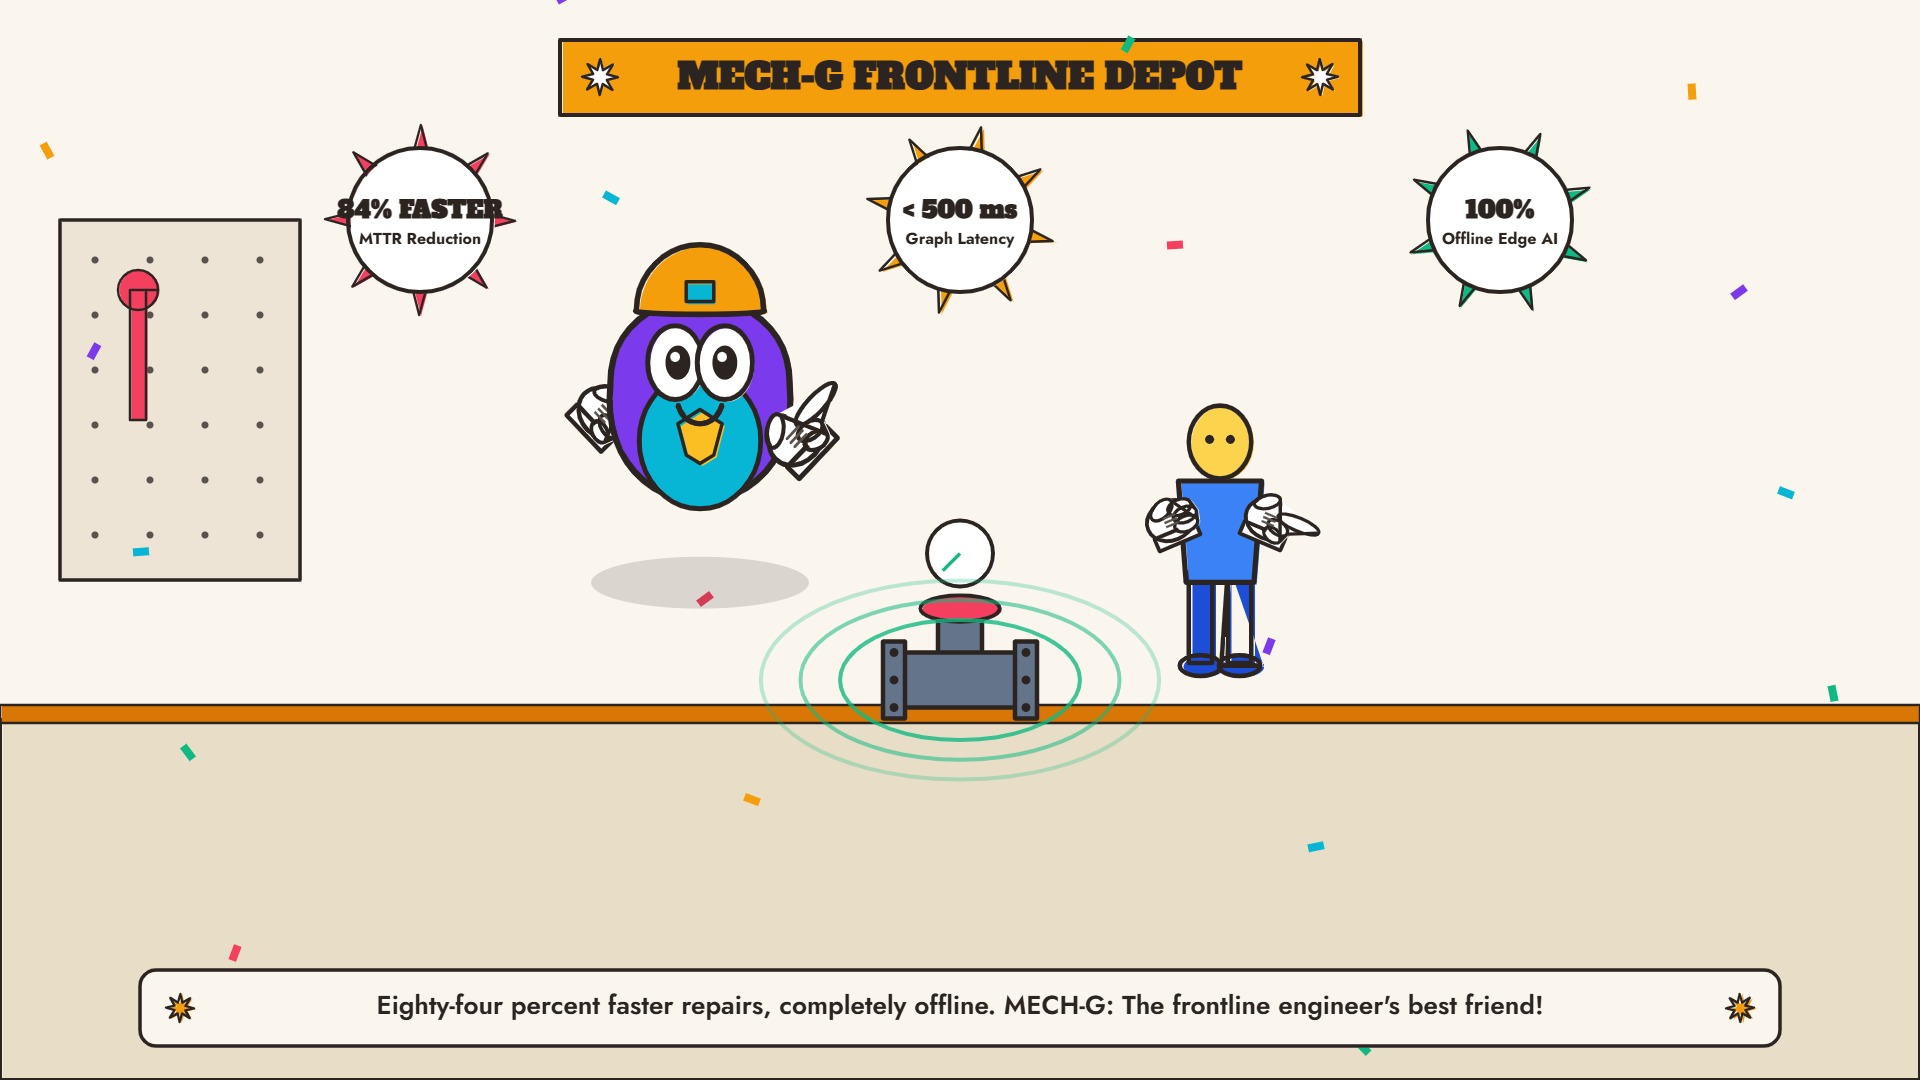 MECH-G FRONTLINE DEPOT
84% FASTER
MTTR Reduction
< 500 ms
Graph Latency
100%
Offline Edge AI
Eighty-four percent faster repairs, completely offline. MECH-G: The frontline engineer's best friend!